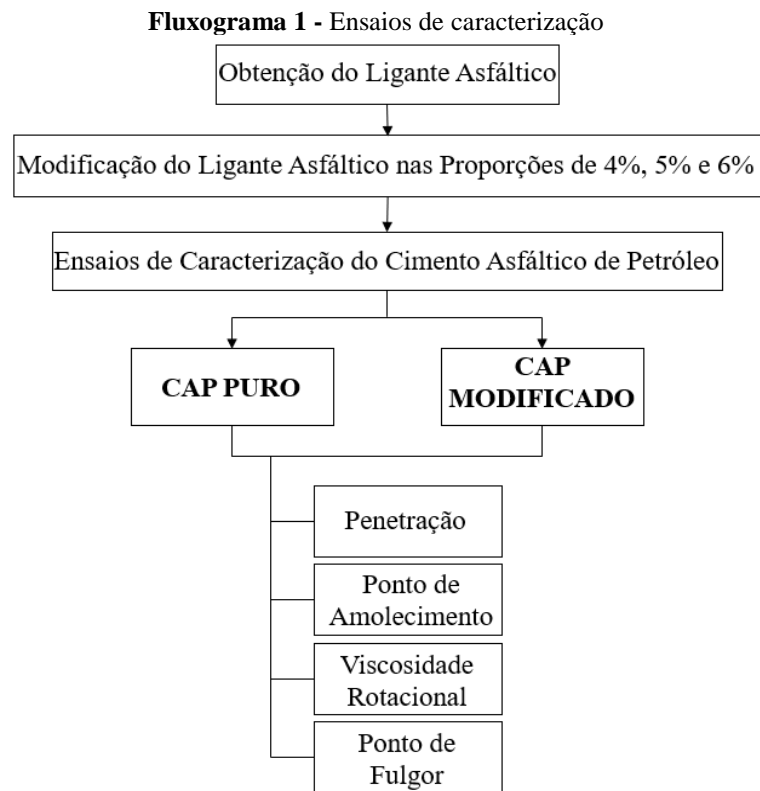 Fluxograma 1 - Ensaios de caracterização
Obtenção do Ligante Asfáltico
Modificação do Ligante Asfáltico nas Proporções de 4%, 5% e 6%
Ensaios de Caracterização do Cimento Asfáltico de Petróleo
CAP PURO
CAP
MODIFICADO
Penetração
Ponto de
Amolecimento
Viscosidade
Rotacional
Ponto de
Fulgor